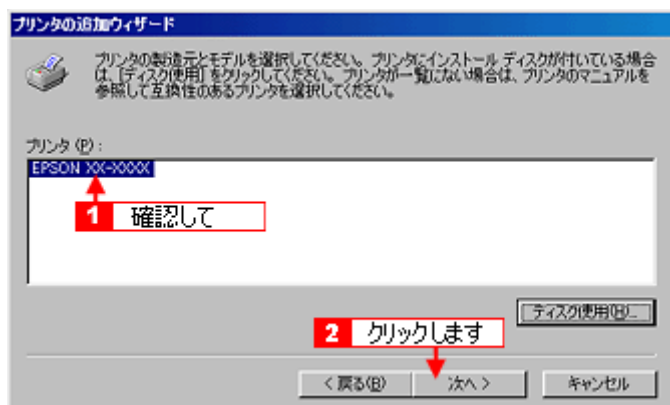 プリンタの追加ウィザード
プリンタの製造元とモデルを選択してください。プリンタにインストール ディスクが付いている場合
は、[ディスク使用] をクリックしてください。プリンタが一覧にない場合は、プリンタのマニュアルを
参照して互換性のあるプリンタを選択してください。
プリンタ (P) :
EPSON XX-XXXX
1 確認して
ディスク使用(H)...
2 クリックします
< 戻る(B)
次へ >
キャンセル